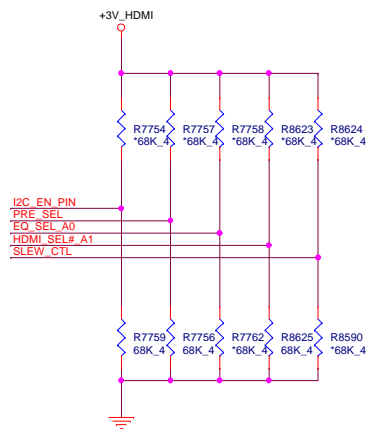 +3V_HDMI
R7754 R7757 R7758 R8623 R8624
*68K_4 *68K_4 *68K_4 *68K_4 *68K_4
I2C_EN_PIN
PRE_SEL
EQ_SEL_A0
HDMI_SEL#_A1
SLEW_CTL
R7759 R7756 R7762 R8625 R8590
68K_4 68K_4 *68K_4 68K_4 *68K_4